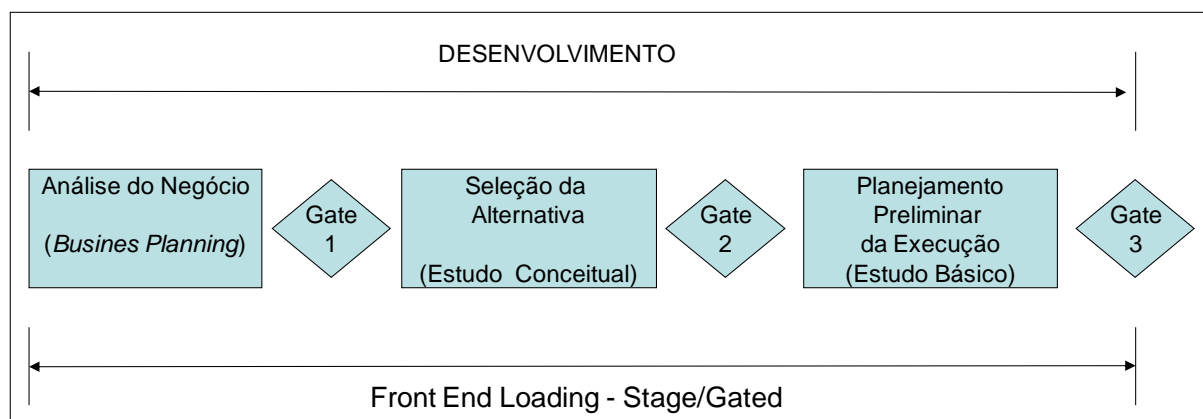 DESENVOLVIMENTO
Análise do Negócio
(Busines Planning)
Gate
1
Seleção da
Alternativa
(Estudo Conceitual)
Gate
2
Planejamento
Preliminar
da Execução
(Estudo Básico)
Gate
3
Front End Loading - Stage/Gated